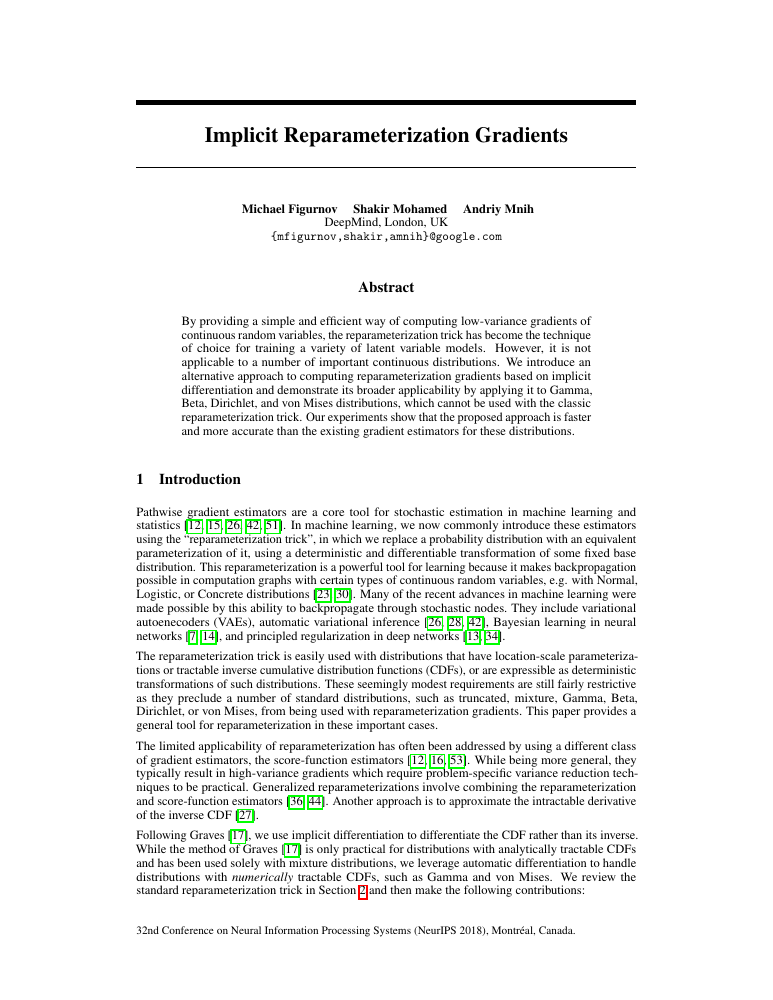 Implicit Reparameterization Gradients
Michael Figurnov Shakir Mohamed Andriy Mnih
DeepMind, London, UK
{mfigurnov,shakir,amnih}@google.com
Abstract
By providing a simple and efficient way of computing low-variance gradients of
continuous random variables, the reparameterization trick has become the technique
of choice for training a variety of latent variable models. However, it is not
applicable to a number of important continuous distributions. We introduce an
alternative approach to computing reparameterization gradients based on implicit
differentiation and demonstrate its broader applicability by applying it to Gamma,
Beta, Dirichlet, and von Mises distributions, which cannot be used with the classic
reparameterization trick. Our experiments show that the proposed approach is faster
and more accurate than the existing gradient estimators for these distributions.
1 Introduction
Pathwise gradient estimators are a core tool for stochastic estimation in machine learning and
statistics [12, 15, 26, 42, 51]. In machine learning, we now commonly introduce these estimators
using the “reparameterization trick”, in which we replace a probability distribution with an equivalent
parameterization of it, using a deterministic and differentiable transformation of some fixed base
distribution. This reparameterization is a powerful tool for learning because it makes backpropagation
possible in computation graphs with certain types of continuous random variables, e.g. with Normal,
Logistic, or Concrete distributions [23, 30]. Many of the recent advances in machine learning were
made possible by this ability to backpropagate through stochastic nodes. They include variational
autoenecoders (VAEs), automatic variational inference [26, 28, 42], Bayesian learning in neural
networks [7, 14], and principled regularization in deep networks [13, 34].
The reparameterization trick is easily used with distributions that have location-scale parameteriza-
tions or tractable inverse cumulative distribution functions (CDFs), or are expressible as deterministic
transformations of such distributions. These seemingly modest requirements are still fairly restrictive
as they preclude a number of standard distributions, such as truncated, mixture, Gamma, Beta,
Dirichlet, or von Mises, from being used with reparameterization gradients. This paper provides a
general tool for reparameterization in these important cases.
The limited applicability of reparameterization has often been addressed by using a different class
of gradient estimators, the score-function estimators [12, 16, 53]. While being more general, they
typically result in high-variance gradients which require problem-specific variance reduction tech-
niques to be practical. Generalized reparameterizations involve combining the reparameterization
and score-function estimators [36, 44]. Another approach is to approximate the intractable derivative
of the inverse CDF [27].
Following Graves [17], we use implicit differentiation to differentiate the CDF rather than its inverse.
While the method of Graves [17] is only practical for distributions with analytically tractable CDFs
and has been used solely with mixture distributions, we leverage automatic differentiation to handle
distributions with numerically tractable CDFs, such as Gamma and von Mises. We review the
standard reparameterization trick in Section 2 and then make the following contributions:
32nd Conference on Neural Information Processing Systems (NeurIPS 2018), Montréal, Canada.